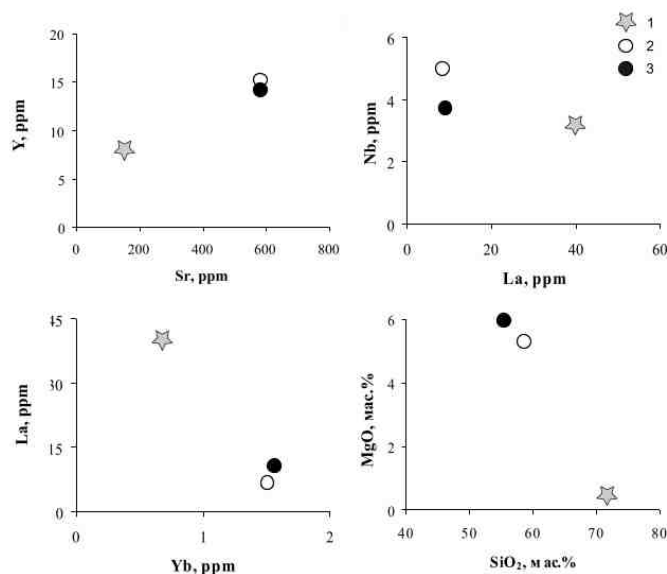 20
15
10
5
0
Y, ppm
0 200 400 600 800
Sr, ppm
6
4
2
0
Nb, ppm
0 20 40 60
La, ppm
1
2
3
60
45
30
15
0
La, ppm
0 1 2
Yb, ppm
6
4
2
0
MgO, мас.%
40 50 60 70 80
SiO₂, мас.%